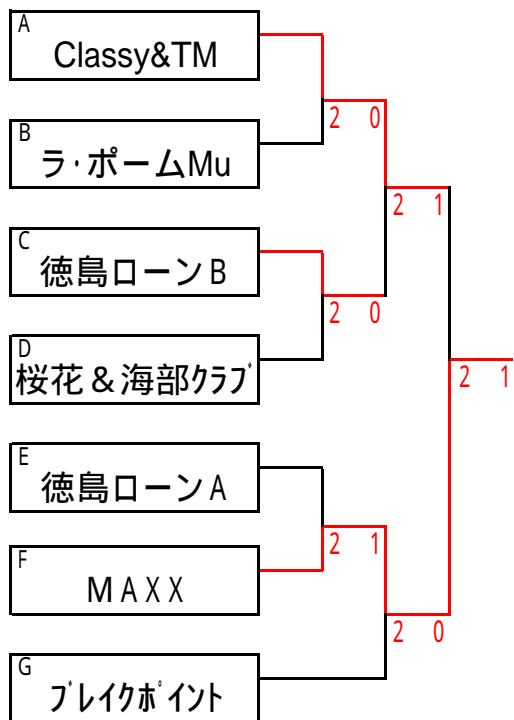 A
Classy&TM
2 0
B
ラ・ポームMu
2 1
C
徳島ローンB
2 0
D
桜花&海部クラブ
2 1
E
徳島ローンA
2 1
F
MAXX
2 0
G
ブレイクポイント